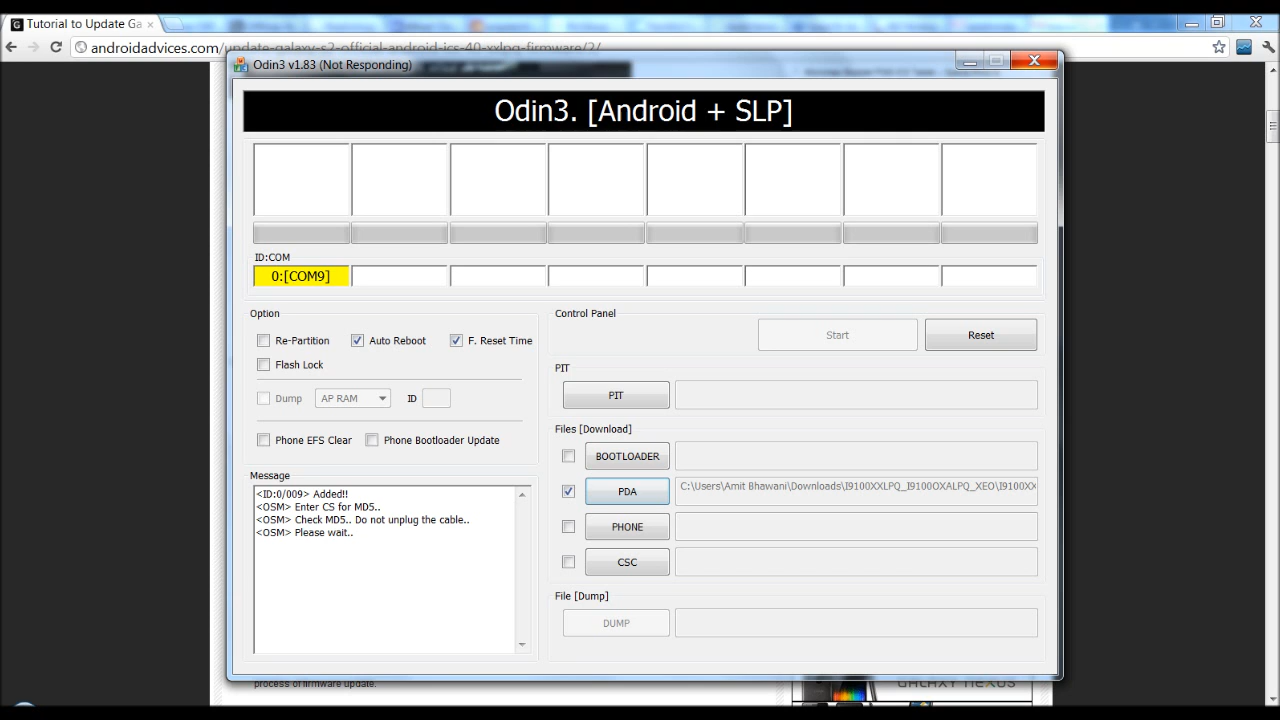 Tutorial to Update Ga
androidadvices.com/update-galaxy-s2-official-android-ics-40-xxlpq-firmware/2/
Odin3 v1.83 (Not Responding)
Odin3. [Android + SLP]
ID:COM
0:[COM9]
Option
Re-Partition Auto Reboot F. Reset Time
Flash Lock
Dump AP RAM ID
Phone EFS Clear Phone Bootloader Update
Message
<ID:0/009> Added!!
<OSM> Enter CS for MD5..
<OSM> Check MD5.. Do not unplug the cable..
<OSM> Please wait..
Control Panel
Start Reset
PIT
PIT
Files [Download]
BOOTLOADER
PDA C:\Users\Amit Bhawani\Downloads\I9100XXLPQ_I9100OXALPQ_XEO\I9100XX
PHONE
CSC
File [Dump]
DUMP
process of firmware update.
GALAXY NEXUS